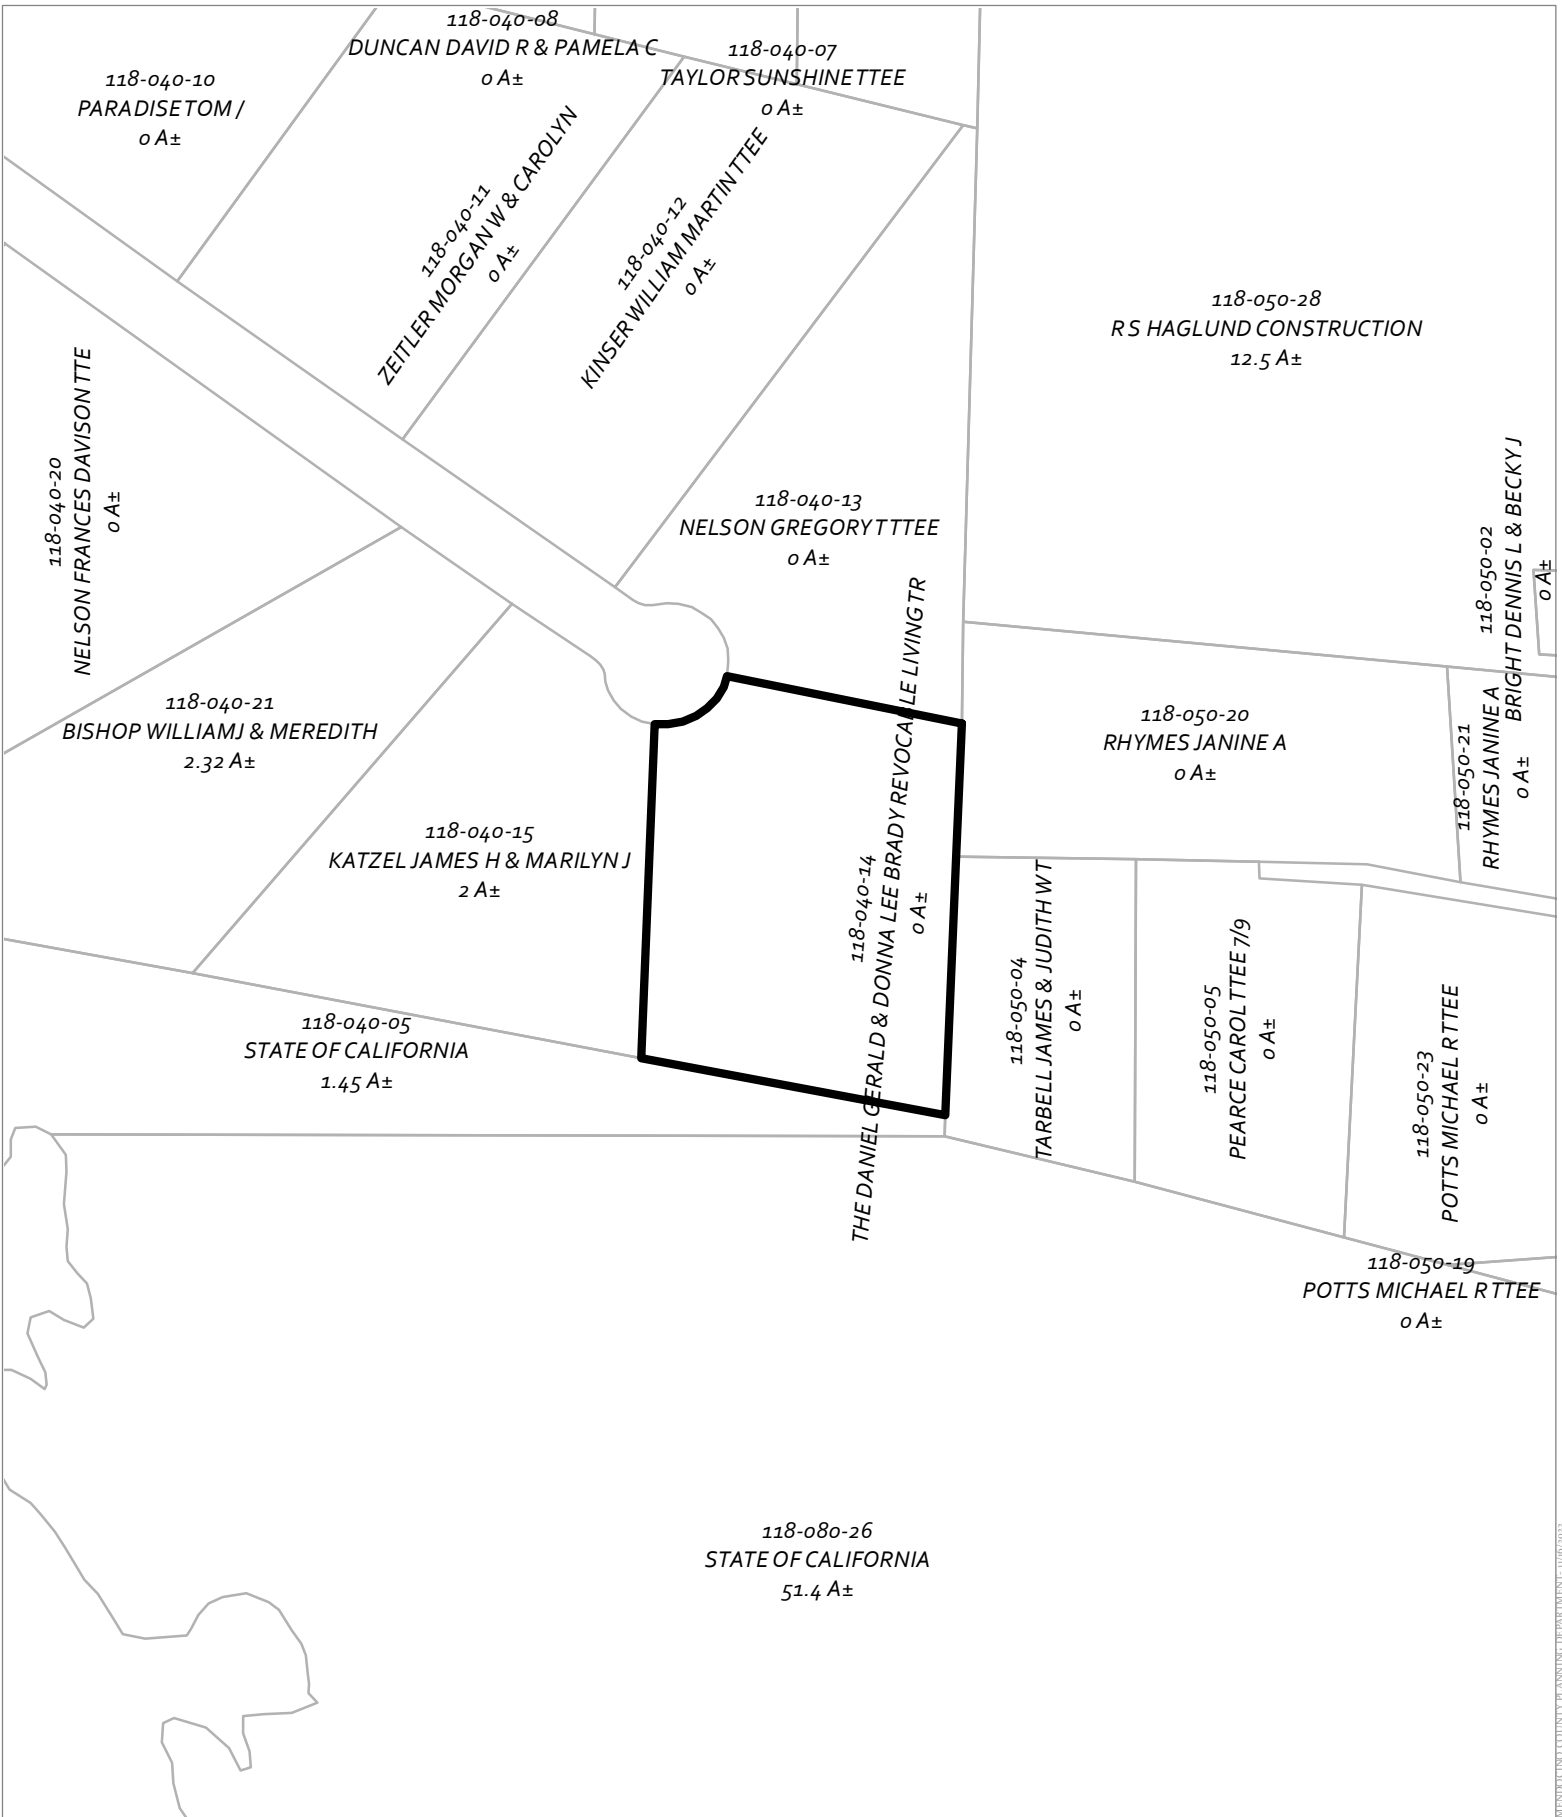 118-040-08
DUNCAN DAVID R & PAMELA C
0 A±
118-040-07
TAYLOR SUNSHINE TTEE
0 A±
118-040-10
PARADISE TOM /
0 A±
118-040-11
ZEITLER MORGAN W & CAROLYN
0 A±
118-040-12
KINSER WILLIAM MARTIN TTEE
0 A±
118-050-28
R S HAGLUND CONSTRUCTION
12.5 A±
118-040-20
NELSON FRANCES DAVISON TTE
0 A±
118-040-13
NELSON GREGORY T TTEE
0 A±
118-050-02
BRIGHT DENNIS L & BECKY J
0 A±
118-040-21
BISHOP WILLIAM J & MEREDITH
2.32 A±
118-050-20
RHYMES JANINE A
0 A±
118-050-21
RHYMES JANINE A
0 A±
118-040-15
KATZEL JAMES H & MARILYN J
2 A±
118-040-14
THE DANIEL GERALD & DONNA LEE BRADY REVOCABLE LIVING TR
0 A±
118-050-04
TARBELL JAMES & JUDITH W T
0 A±
118-050-05
PEARCE CAROL TTEE 7/9
0 A±
118-050-23
POTTS MICHAEL R TTEE
0 A±
118-040-05
STATE OF CALIFORNIA
1.45 A±
118-050-19
POTTS MICHAEL R TTEE
0 A±
118-080-26
STATE OF CALIFORNIA
51.4 A±
MENDOCINO COUNTY PLANNING DEPARTMENT-